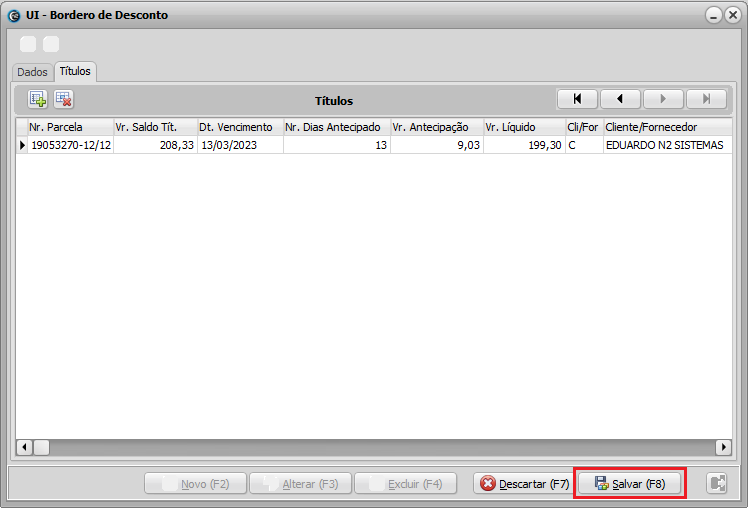 UI - Bordero de Desconto
Dados Títulos
Títulos
Nr. Parcela Vr. Saldo Tít. Dt. Vencimento Nr. Dias Antecipado Vr. Antecipação Vr. Líquido Cli/For Cliente/Fornecedor
19053270-12/12 208,33 13/03/2023 13 9,03 199,30 C EDUARDO N2 SISTEMAS
Novo (F2) Alterar (F3) Excluir (F4) Descartar (F7) Salvar (F8)